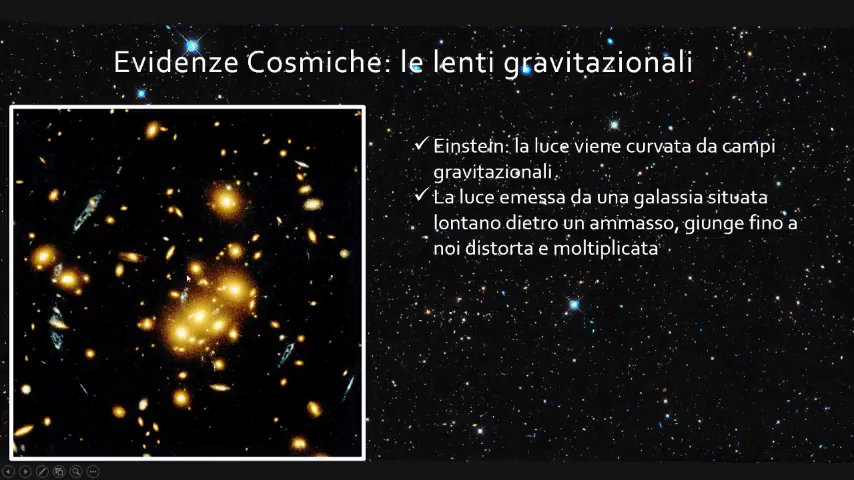 Evidenze Cosmiche: le lenti gravitazionali
✓ Einstein: la luce viene curvata da campi
gravitazionali.
✓ La luce emessa da una galassia situata
lontano dietro un ammasso, giunge fino a
noi distorta e moltiplicata